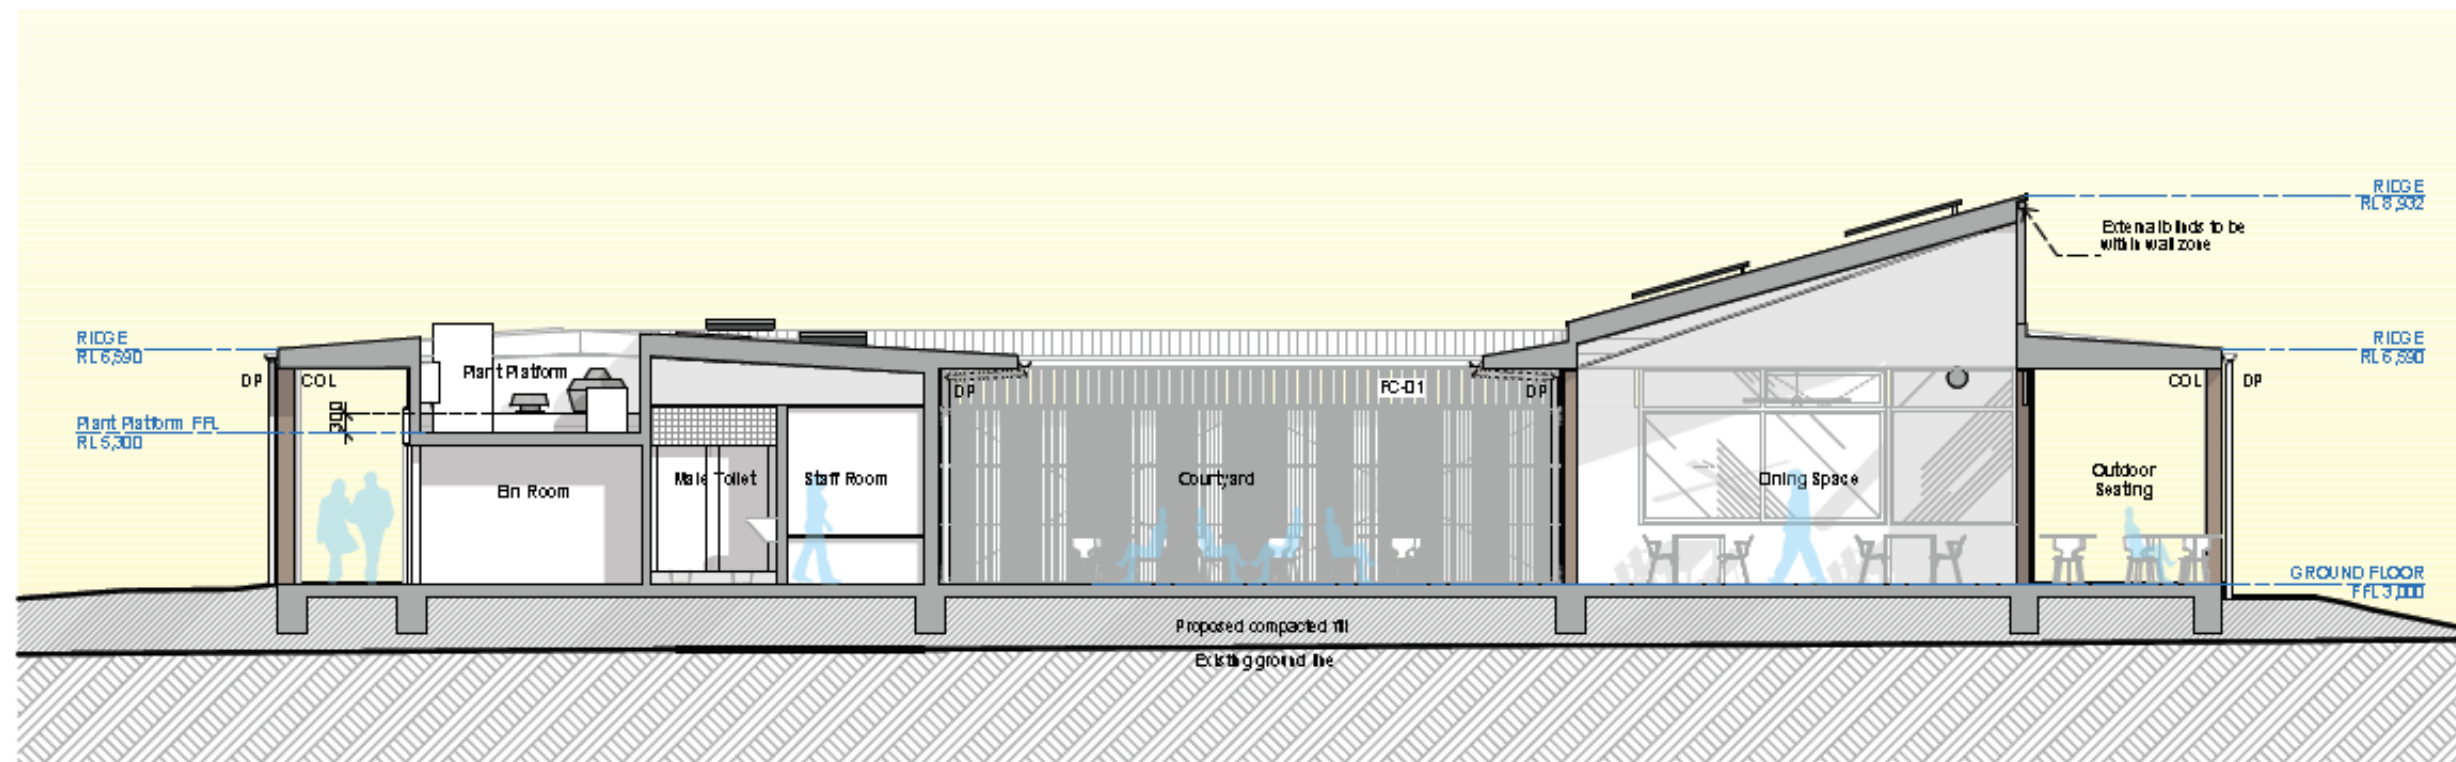 RIDGE
RL 8,932
External blinds to be
within wall zone
RIDGE
RL 6,590
RIDGE
RL 6,590
DP
COL
Plant Platform
300
Plant Platform FFL
RL 5,300
DP
FC-01
DP
COL
DP
Bin Room
Male Toilet
Staff Room
Courtyard
Dining Space
Outdoor
Seating
GROUND FLOOR
FFL 3,000
Proposed compacted fill
Existing ground line